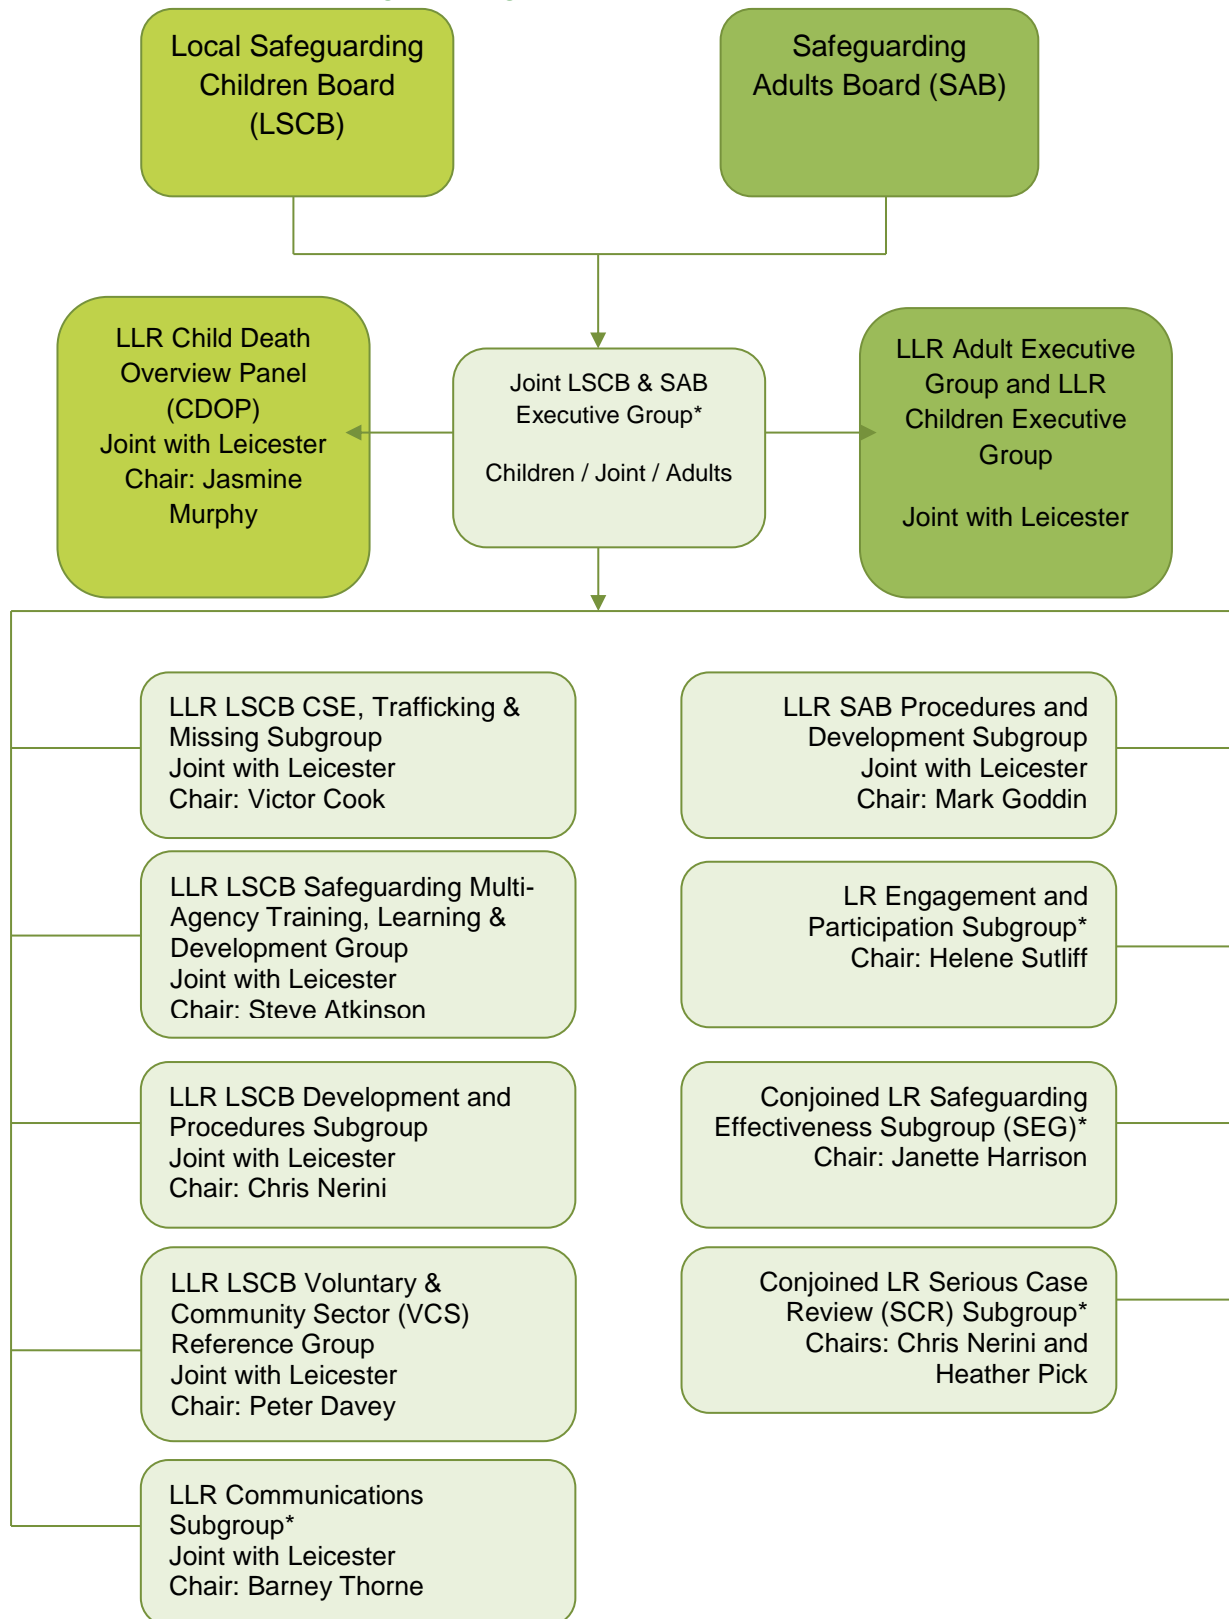 Local Safeguarding
Children Board
(LSCB)
Safeguarding
Adults Board (SAB)
LLR Child Death
Overview Panel
(CDOP)
Joint with Leicester
Chair: Jasmine
Murphy
Joint LSCB & SAB
Executive Group*
Children / Joint / Adults
LLR Adult Executive
Group and LLR
Children Executive
Group
Joint with Leicester
LLR LSCB CSE, Trafficking &
Missing Subgroup
Joint with Leicester
Chair: Victor Cook
LLR LSCB Safeguarding Multi-
Agency Training, Learning &
Development Group
Joint with Leicester
Chair: Steve Atkinson
LLR LSCB Development and
Procedures Subgroup
Joint with Leicester
Chair: Chris Nerini
LLR LSCB Voluntary &
Community Sector (VCS)
Reference Group
Joint with Leicester
Chair: Peter Davey
LLR Communications
Subgroup*
Joint with Leicester
Chair: Barney Thorne
LLR SAB Procedures and
Development Subgroup
Joint with Leicester
Chair: Mark Goddin
LR Engagement and
Participation Subgroup*
Chair: Helene Sutliff
Conjoined LR Safeguarding
Effectiveness Subgroup (SEG)*
Chair: Janette Harrison
Conjoined LR Serious Case
Review (SCR) Subgroup*
Chairs: Chris Nerini and
Heather Pick